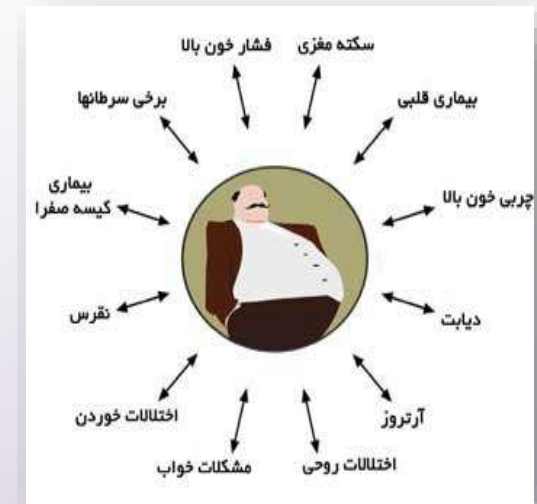 سکته مغزی
فشار خون بالا
بیماری قلبی
برخی سرطانها
چربی خون بالا
بیماری
کیسه صفرا
دیابت
نقرس
آرتروز
اختلالات خوردن
اختلالات روحی
مشکلات خواب